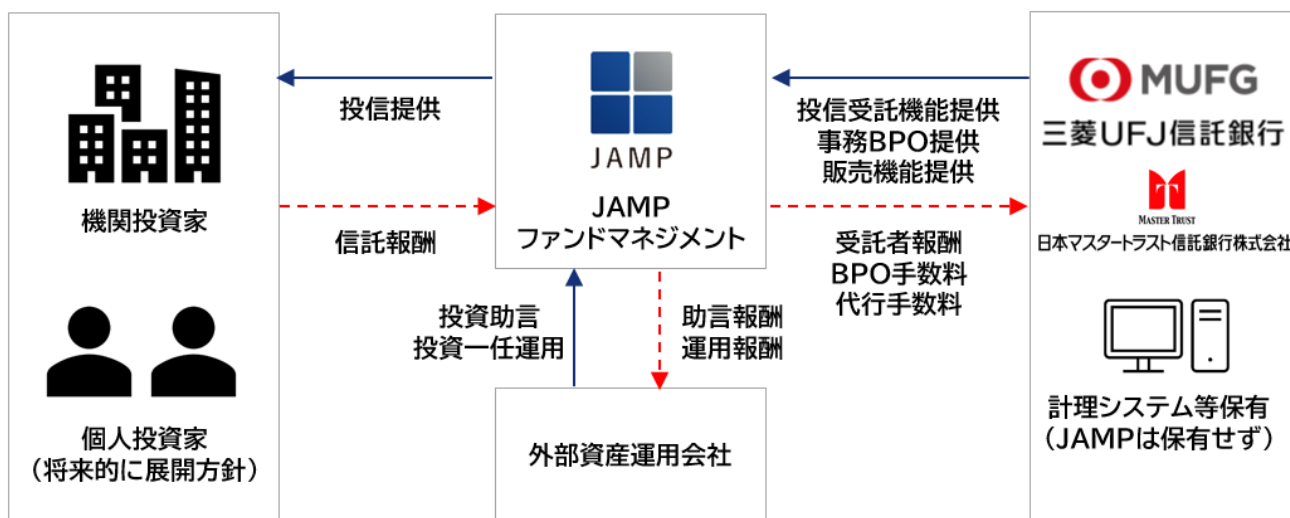 機関投資家
個人投資家
（将来的に展開方針）
投信提供
信託報酬
JAMP
JAMP
ファンドマネジメント
投資助言
投資一任運用
助言報酬
運用報酬
外部資産運用会社
投信受託機能提供
事務BPO提供
販売機能提供
受託者報酬
BPO手数料
代行手数料
MUFG
三菱UFJ信託銀行
MASTER TRUST
日本マスタートラスト信託銀行株式会社
計理システム等保有
（JAMPは保有せず）